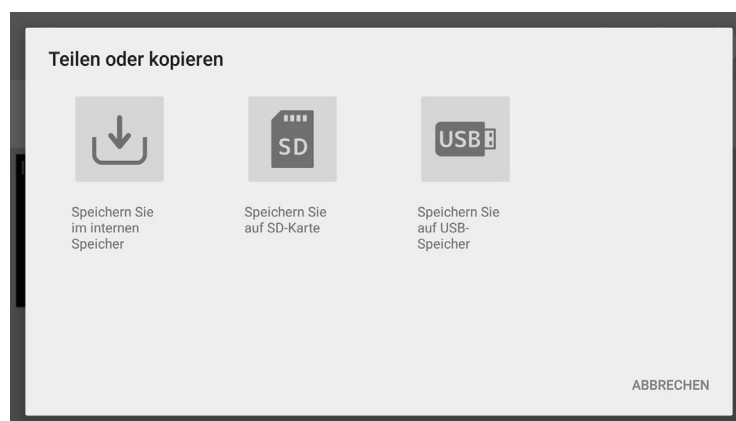 Teilen oder kopieren
SD
USB
Speichern Sie
im internen
Speicher
Speichern Sie
auf SD-Karte
Speichern Sie
auf USB-
Speicher
ABBRECHEN